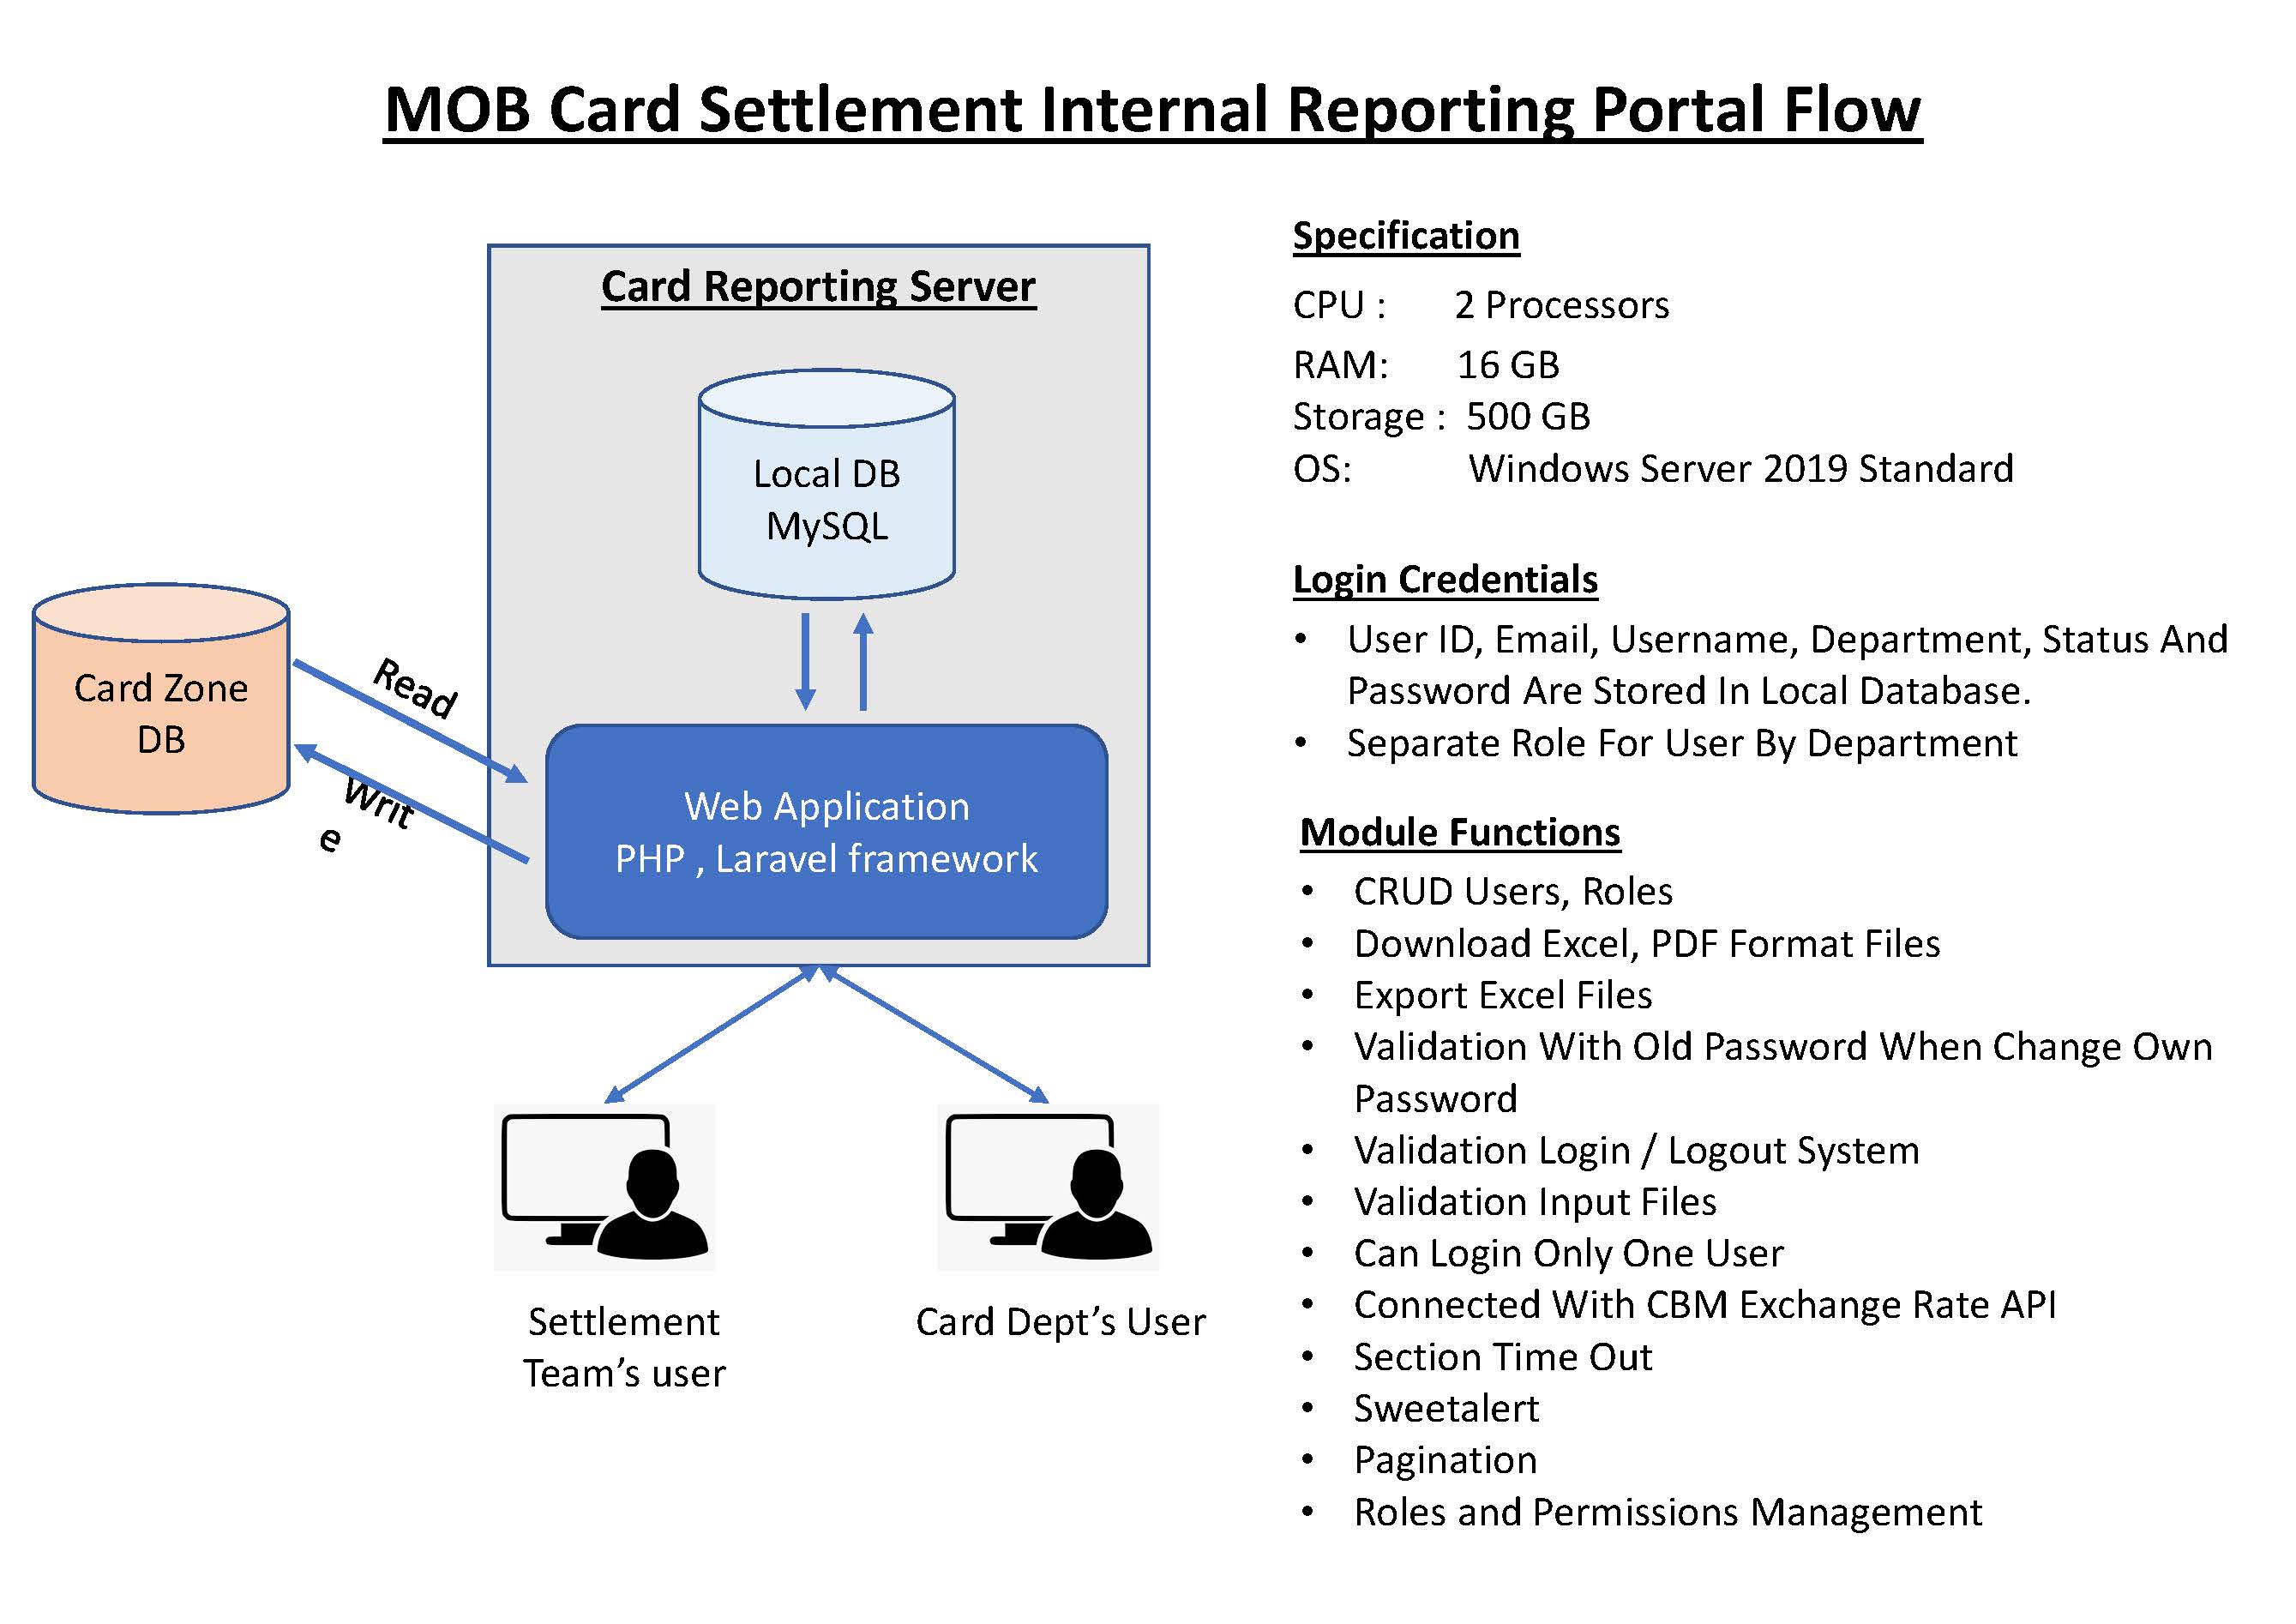 MOB Card Settlement Internal Reporting Portal Flow
Card Reporting Server
Local DB
MySQL
Card Zone
DB
Read
Writ
e
Web Application
PHP , Laravel framework
Settlement
Team’s user
Card Dept’s User
Specification
CPU : 2 Processors
RAM: 16 GB
Storage : 500 GB
OS: Windows Server 2019 Standard
Login Credentials
• User ID, Email, Username, Department, Status And
Password Are Stored In Local Database.
• Separate Role For User By Department
Module Functions
• CRUD Users, Roles
• Download Excel, PDF Format Files
• Export Excel Files
• Validation With Old Password When Change Own
Password
• Validation Login / Logout System
• Validation Input Files
• Can Login Only One User
• Connected With CBM Exchange Rate API
• Section Time Out
• Sweetalert
• Pagination
• Roles and Permissions Management